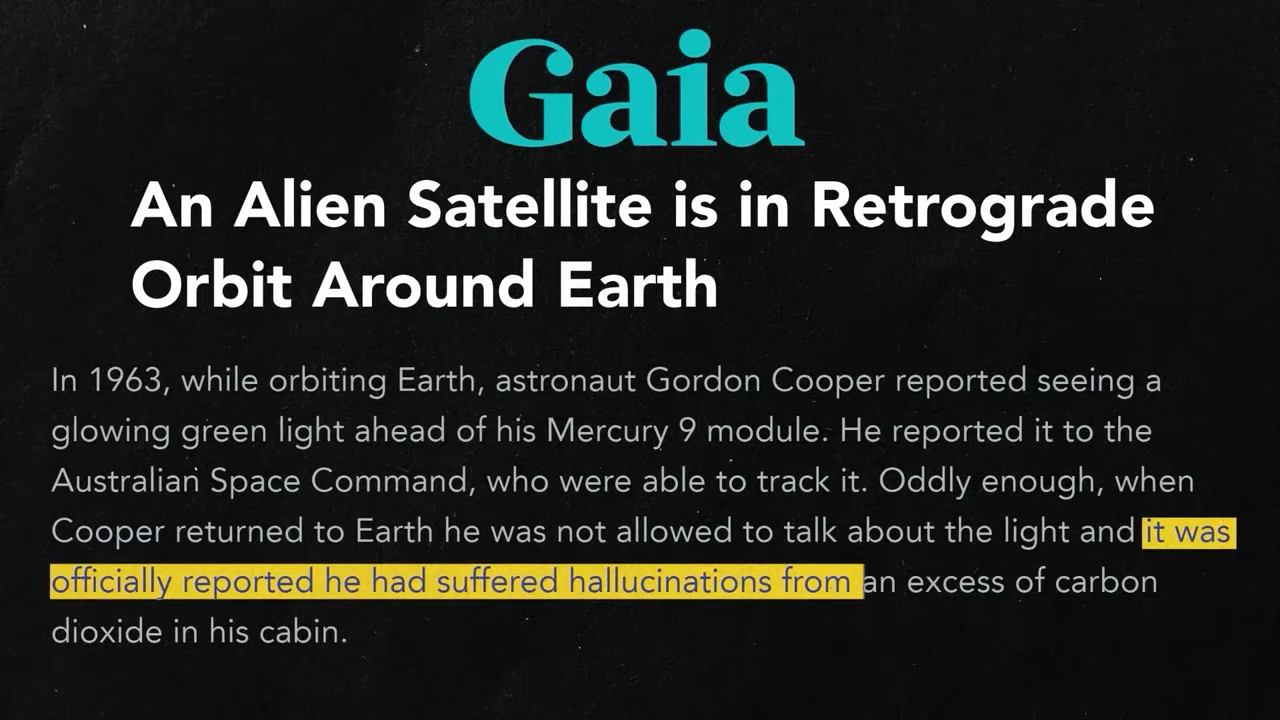 Gaia
An Alien Satellite is in Retrograde
Orbit Around Earth
In 1963, while orbiting Earth, astronaut Gordon Cooper reported seeing a
glowing green light ahead of his Mercury 9 module. He reported it to the
Australian Space Command, who were able to track it. Oddly enough, when
Cooper returned to Earth he was not allowed to talk about the light and it was
officially reported he had suffered hallucinations from an excess of carbon
dioxide in his cabin.